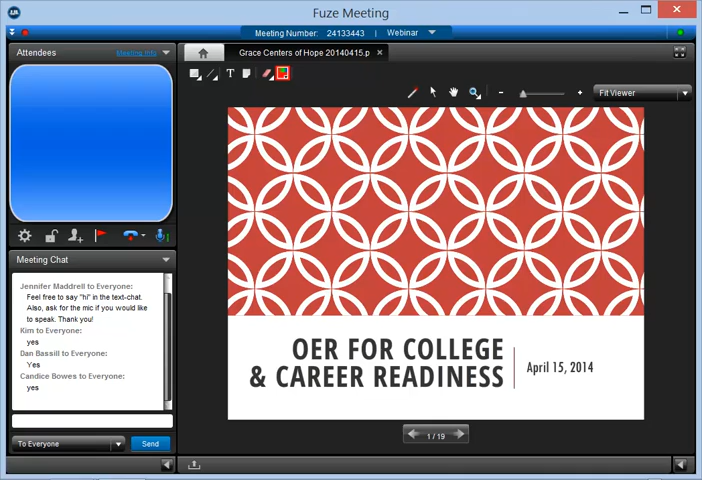 Fuze Meeting
Meeting Number: 24133443 | Webinar
Attendees
Meeting Info
Grace Centers of Hope 20140415.p
T
Fit Viewer
Meeting Chat
Jennifer Maddrell to Everyone:
Feel free to say "hi" in the text-chat.
Also, ask for the mic if you would like
to speak. Thank you!
Kim to Everyone:
yes
Dan Bassill to Everyone:
Yes
Candice Bowes to Everyone:
yes
To Everyone
Send
OER FOR COLLEGE
& CAREER READINESS
April 15, 2014
1 / 19